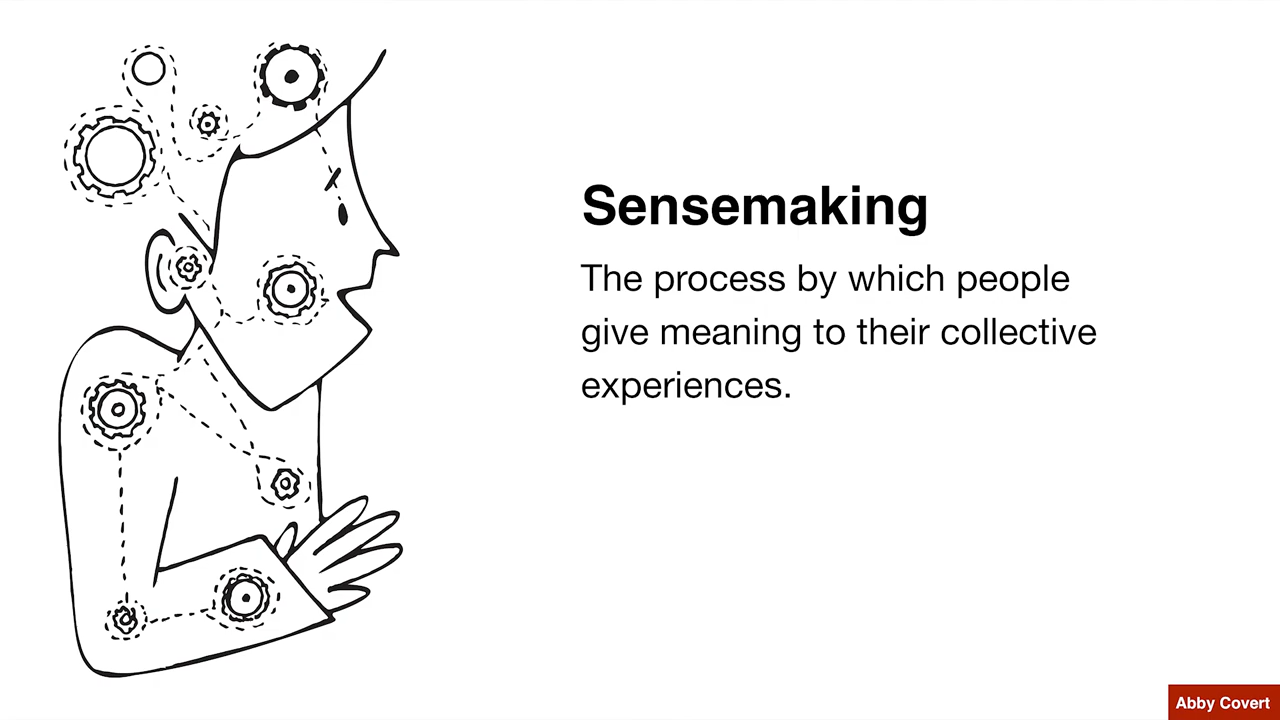 Sensemaking
The process by which people
give meaning to their collective
experiences.
Abby Covert